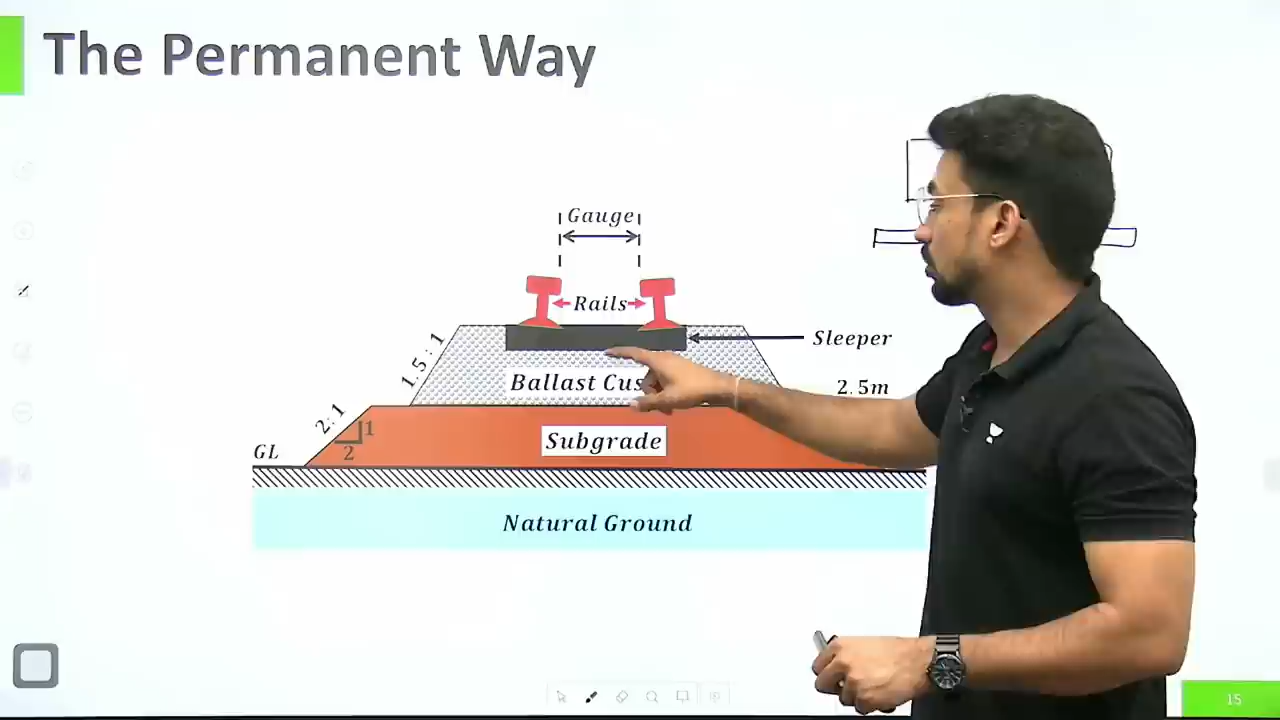 The Permanent Way
Gauge
Rails
1.5 : 1
Sleeper
Ballast Cus
2.5m
2: 1
1
2
GL
Subgrade
Natural Ground
15